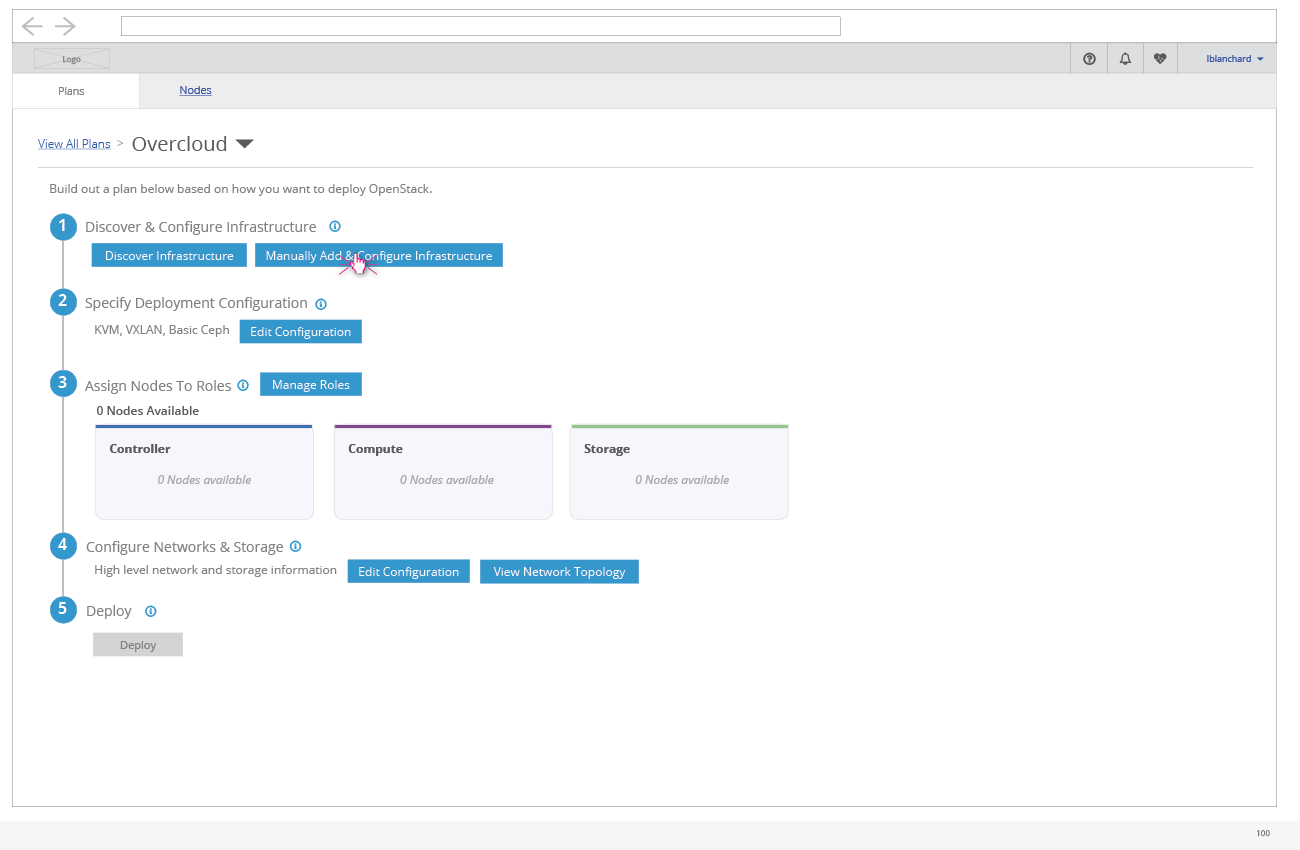 Logo
lblanchard
Plans
Nodes
View All Plans > Overcloud
Build out a plan below based on how you want to deploy OpenStack.
1 Discover & Configure Infrastructure
Discover Infrastructure
Manually Add & Configure Infrastructure
2 Specify Deployment Configuration
KVM, VXLAN, Basic Ceph
Edit Configuration
3 Assign Nodes To Roles
Manage Roles
0 Nodes Available
Controller
0 Nodes available
Compute
0 Nodes available
Storage
0 Nodes available
4 Configure Networks & Storage
High level network and storage information
Edit Configuration
View Network Topology
5 Deploy
Deploy
100